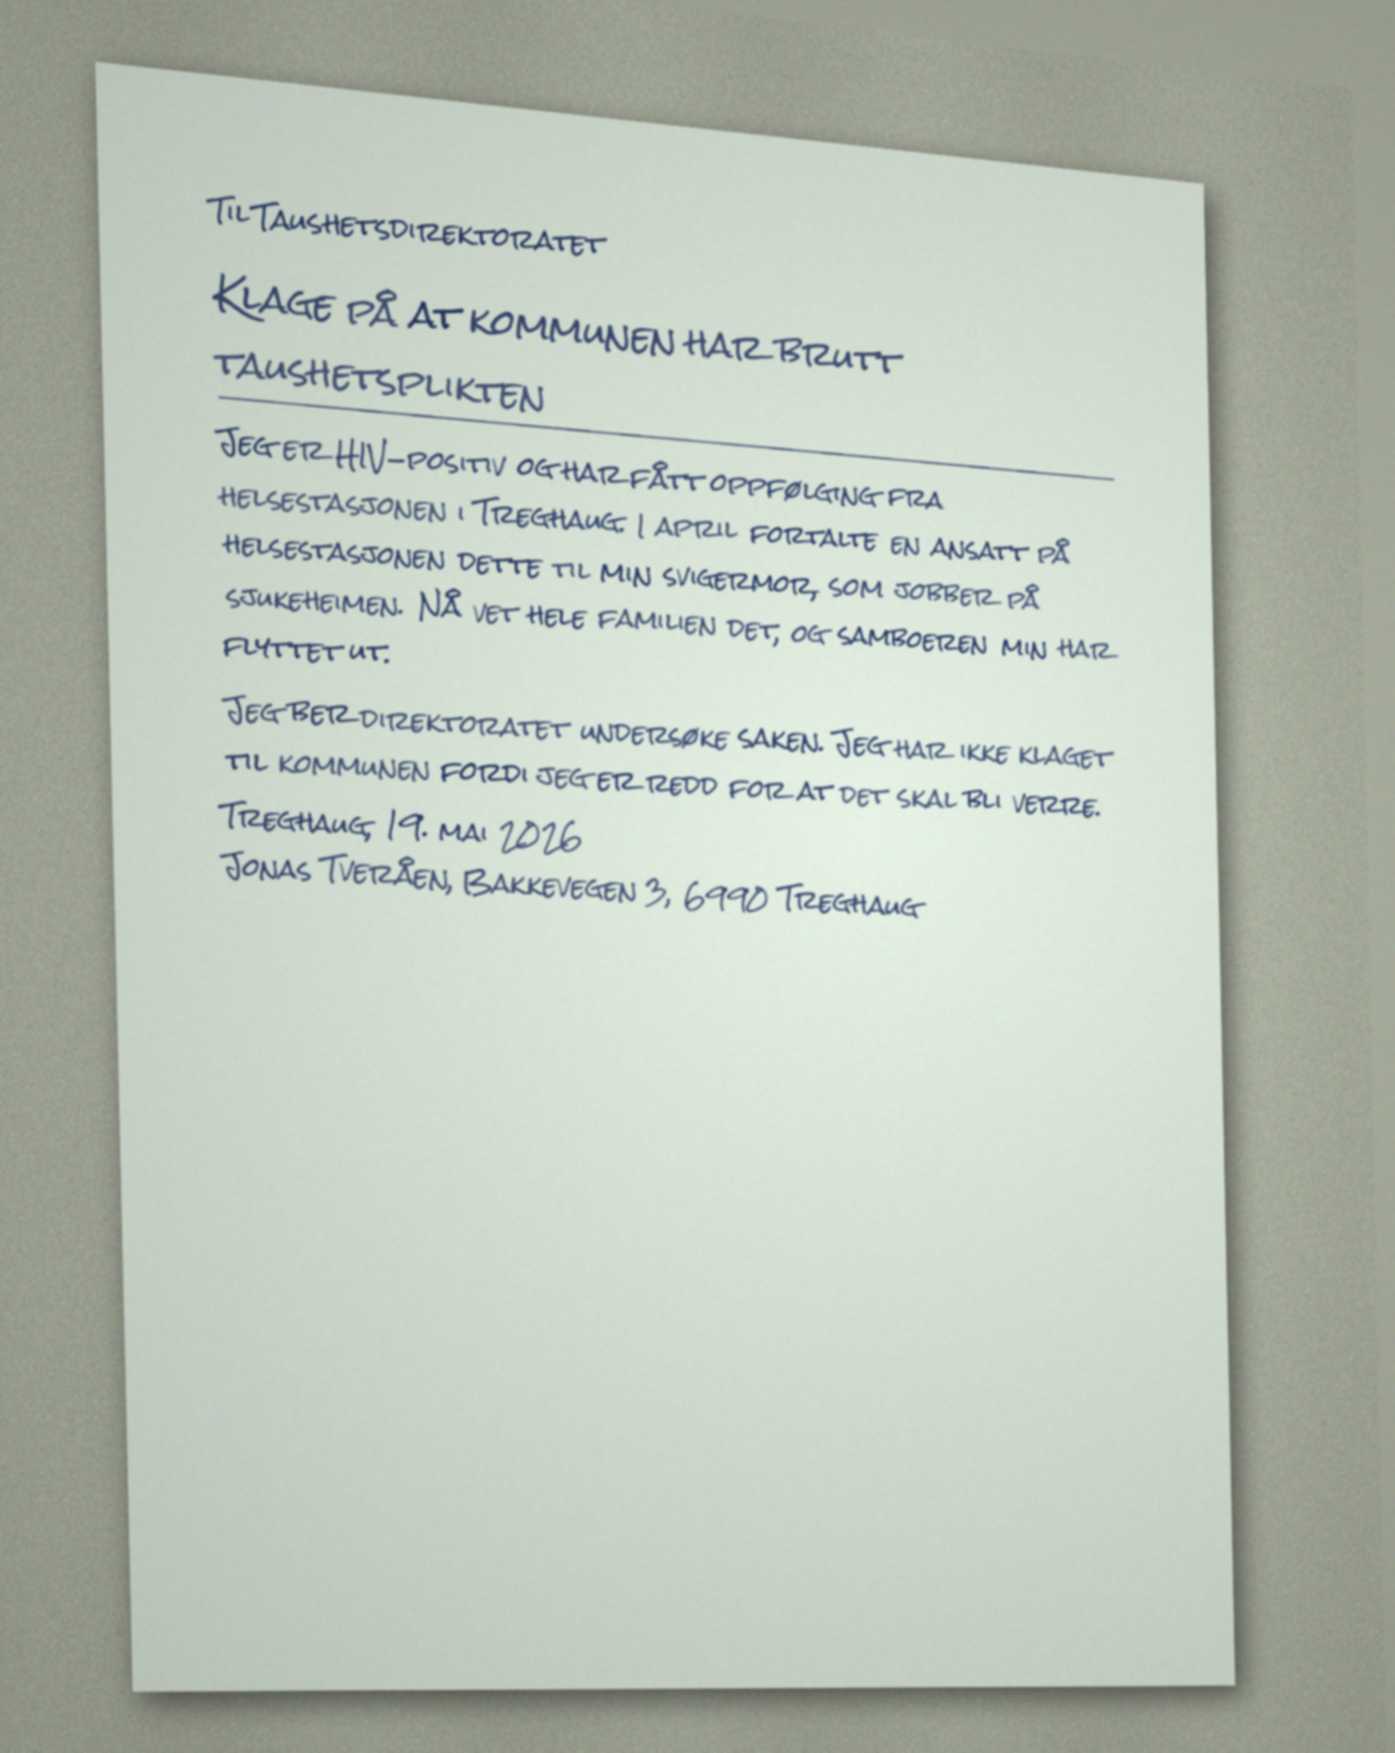 Til Taushetsdirektoratet
Klage på at kommunen har brutt
taushetsplikten
Jeg er HIV-positiv og har fått oppfølging fra
helsestasjonen i Treghaug. I april fortalte en ansatt på
helsestasjonen dette til min svigermor, som jobber på
sjukeheimen. Nå vet hele familien det, og samboeren min har
flyttet ut.
Jeg ber direktoratet undersøke saken. Jeg har ikke klaget
til kommunen fordi jeg er redd for at det skal bli verre.
Treghaug, 19. mai 2026
Jonas Tveråen, Bakkevegen 3, 6990 Treghaug